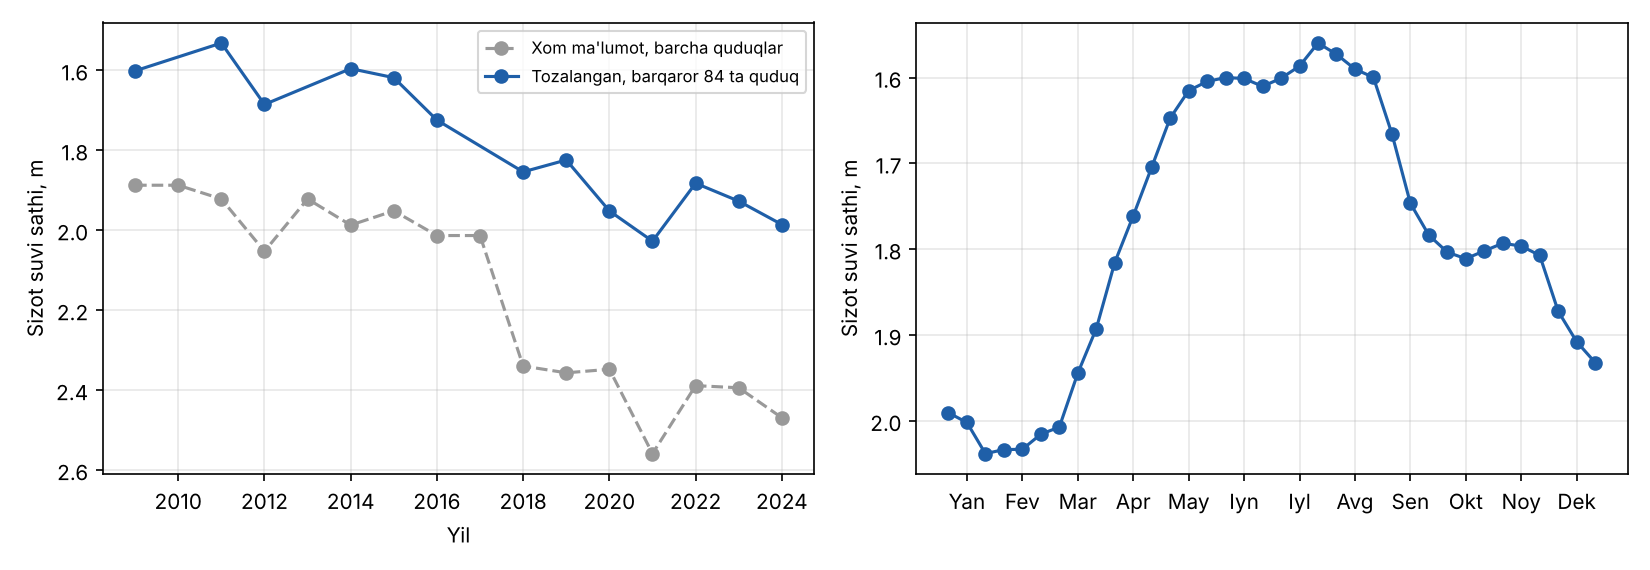 Sizot suvi sathi, m
1.6
1.8
2.0
2.2
2.4
2.6
Xom ma'lumot, barcha quduqlar
Tozalangan, barqaror 84 ta quduq
2010 2012 2014 2016 2018 2020 2022 2024
Yil
Sizot suvi sathi, m
1.6
1.7
1.8
1.9
2.0
Yan Fev Mar Apr May Iyn Iyl Avg Sen Okt Noy Dek